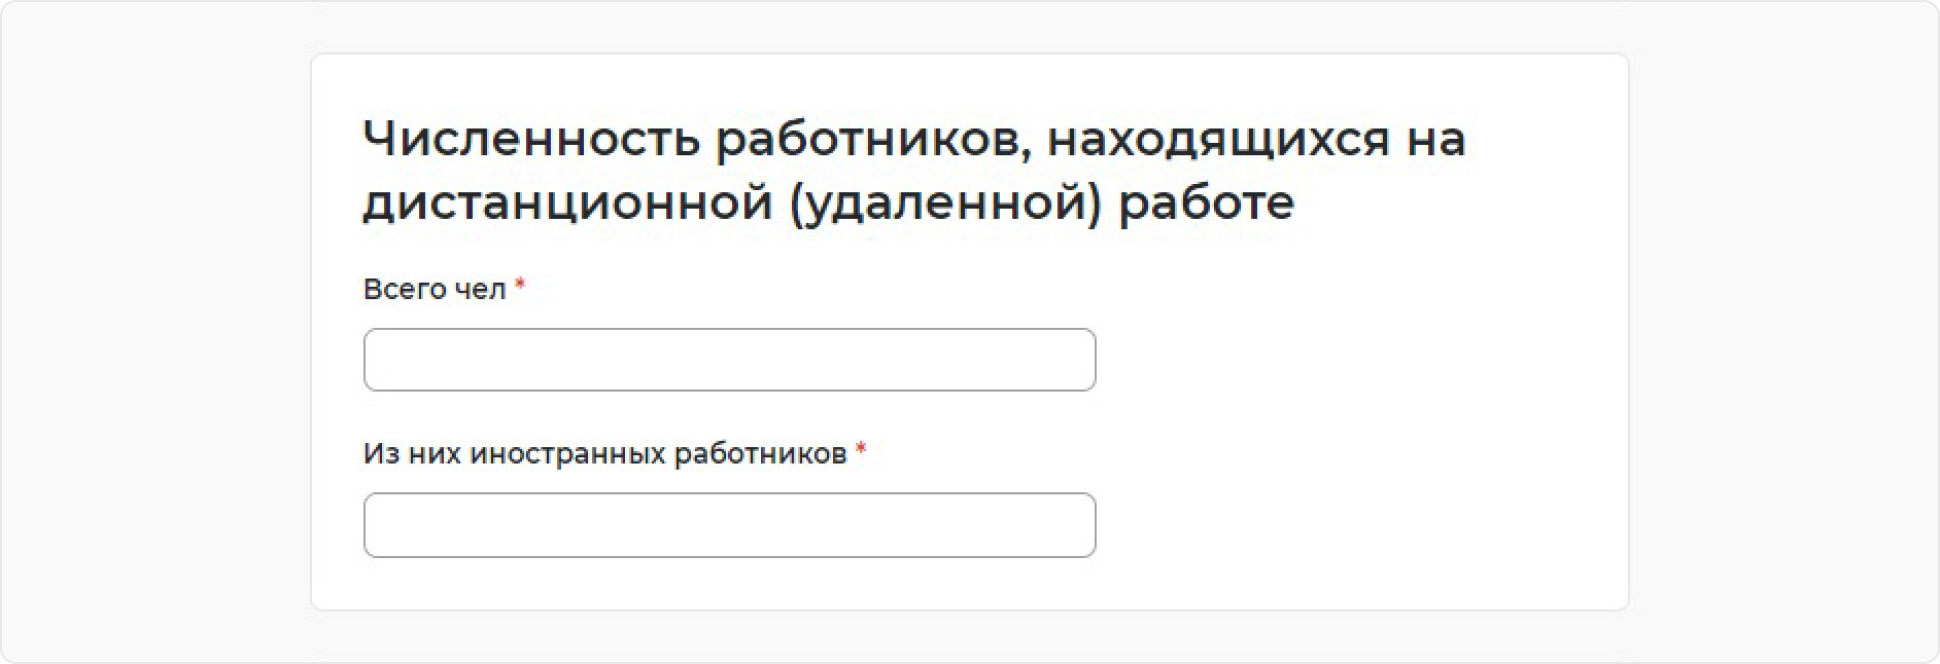 Численность работников, находящихся на
дистанционной (удаленной) работе
Всего чел *
Из них иностранных работников *